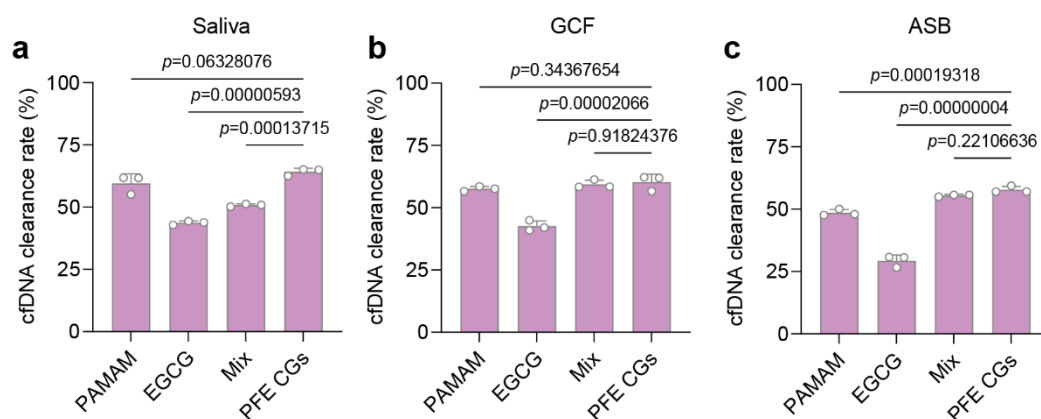 a
Saliva
cfDNA clearance rate (%)
100
75
50
25
0
p=0.06328076
p=0.00000593
p=0.00013715
PAMAM
EGCG
Mix
PFE CGs
b
GCF
cfDNA clearance rate (%)
100
75
50
25
0
p=0.34367654
p=0.00002066
p=0.91824376
PAMAM
EGCG
Mix
PFE CGs
c
ASB
cfDNA clearance rate (%)
100
75
50
25
0
p=0.00019318
p=0.00000004
p=0.22106636
PAMAM
EGCG
Mix
PFE CGs